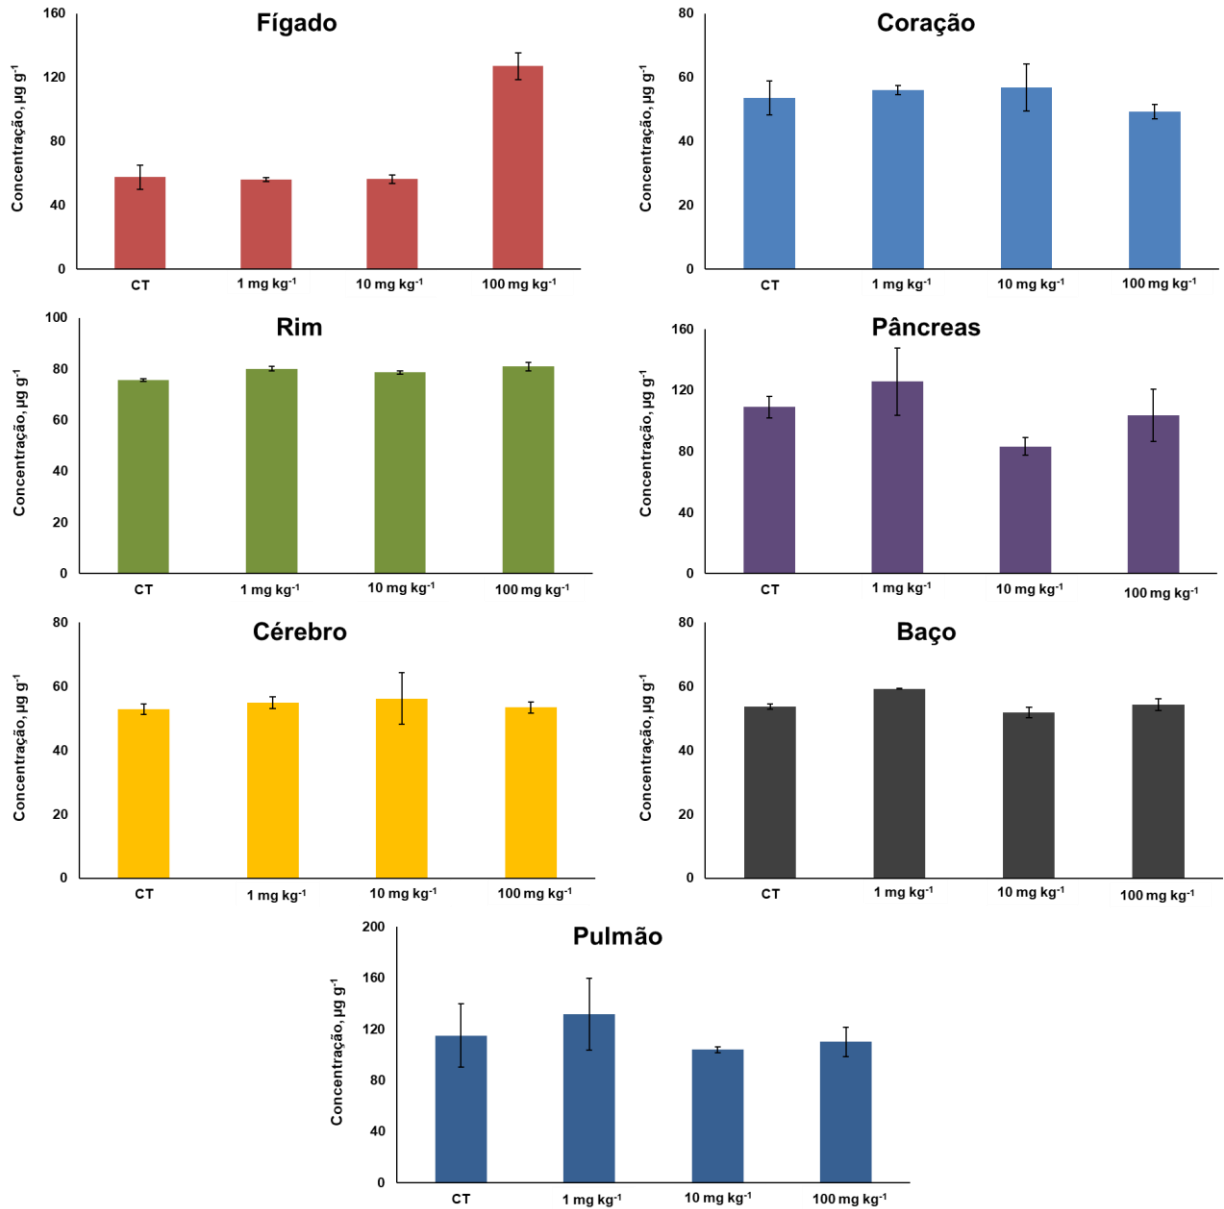 Fígado
Concentração, µg g⁻¹
160
120
80
40
0
CT
1 mg kg⁻¹
10 mg kg⁻¹
100 mg kg⁻¹
Coração
Concentração, µg g⁻¹
80
60
40
20
0
CT
1 mg kg⁻¹
10 mg kg⁻¹
100 mg kg⁻¹
Rim
Concentração, µg g⁻¹
100
80
60
40
20
0
CT
1 mg kg⁻¹
10 mg kg⁻¹
100 mg kg⁻¹
Pâncreas
Concentração, µg g⁻¹
160
120
80
40
0
CT
1 mg kg⁻¹
10 mg kg⁻¹
100 mg kg⁻¹
Cérebro
Concentração, µg g⁻¹
80
60
40
20
0
CT
1 mg kg⁻¹
10 mg kg⁻¹
100 mg kg⁻¹
Baço
Concentração, µg g⁻¹
80
60
40
20
0
CT
1 mg kg⁻¹
10 mg kg⁻¹
100 mg kg⁻¹
Pulmão
Concentração, µg g⁻¹
200
160
120
80
40
0
CT
1 mg kg⁻¹
10 mg kg⁻¹
100 mg kg⁻¹